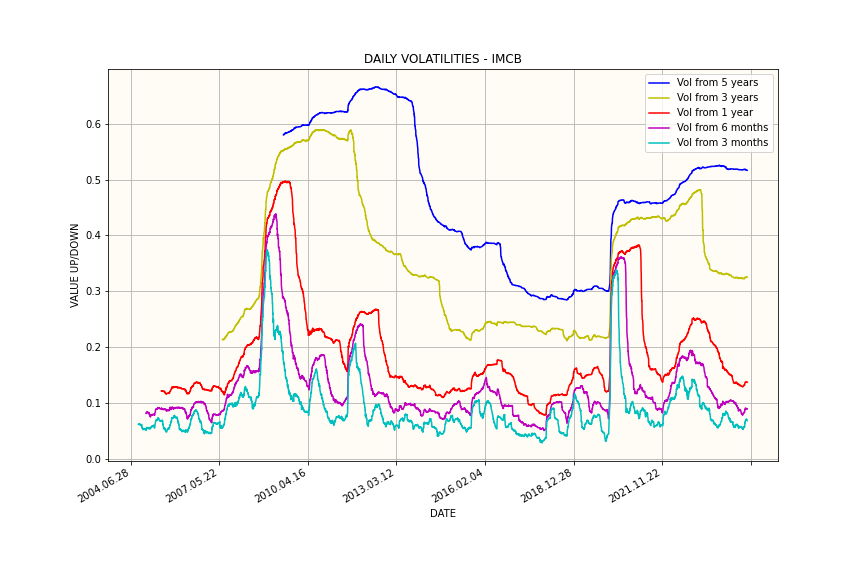 DAILY VOLATILITIES - IMCB
Vol from 5 years
Vol from 3 years
Vol from 1 year
Vol from 6 months
Vol from 3 months
VALUE UP/DOWN
0.6
0.5
0.4
0.3
0.2
0.1
0.0
2004.06.28
2007.05.22
2010.04.16
2013.03.12
2016.02.04
2018.12.28
2021.11.22
DATE